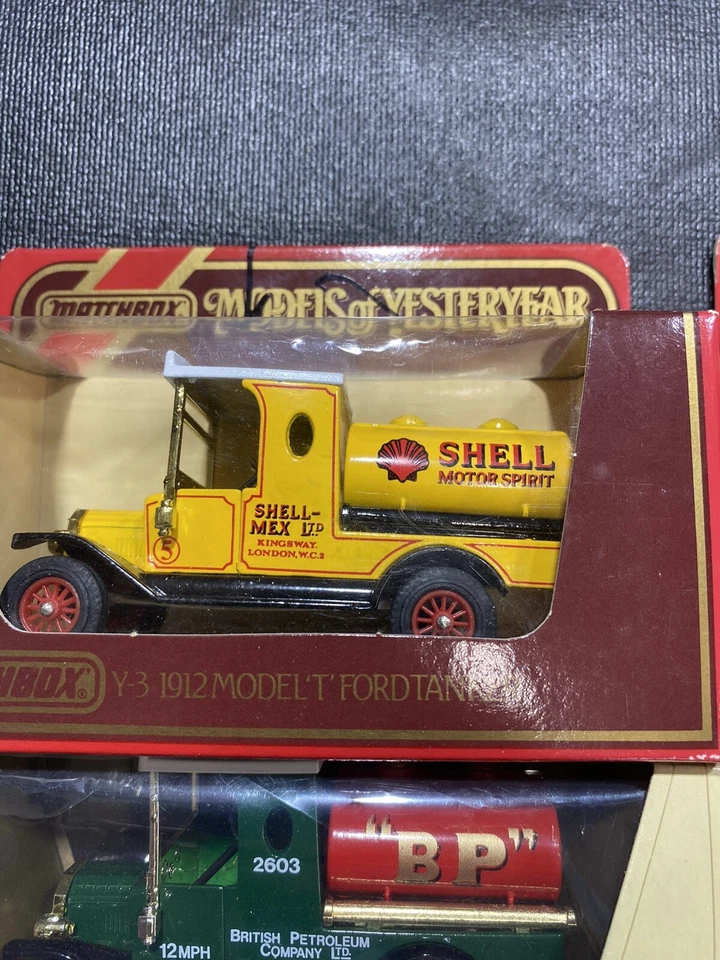 MATCHBOX MODELS of YESTERYEAR
SHELL
MOTOR SPIRIT
SHELL-
MEX LTD
KINGSWAY.
LONDON, W.C.2
5
Y-3 1912 MODEL 'T' FORD
"BP"
2603
BRITISH PETROLEUM
COMPANY LTD.
12MPH